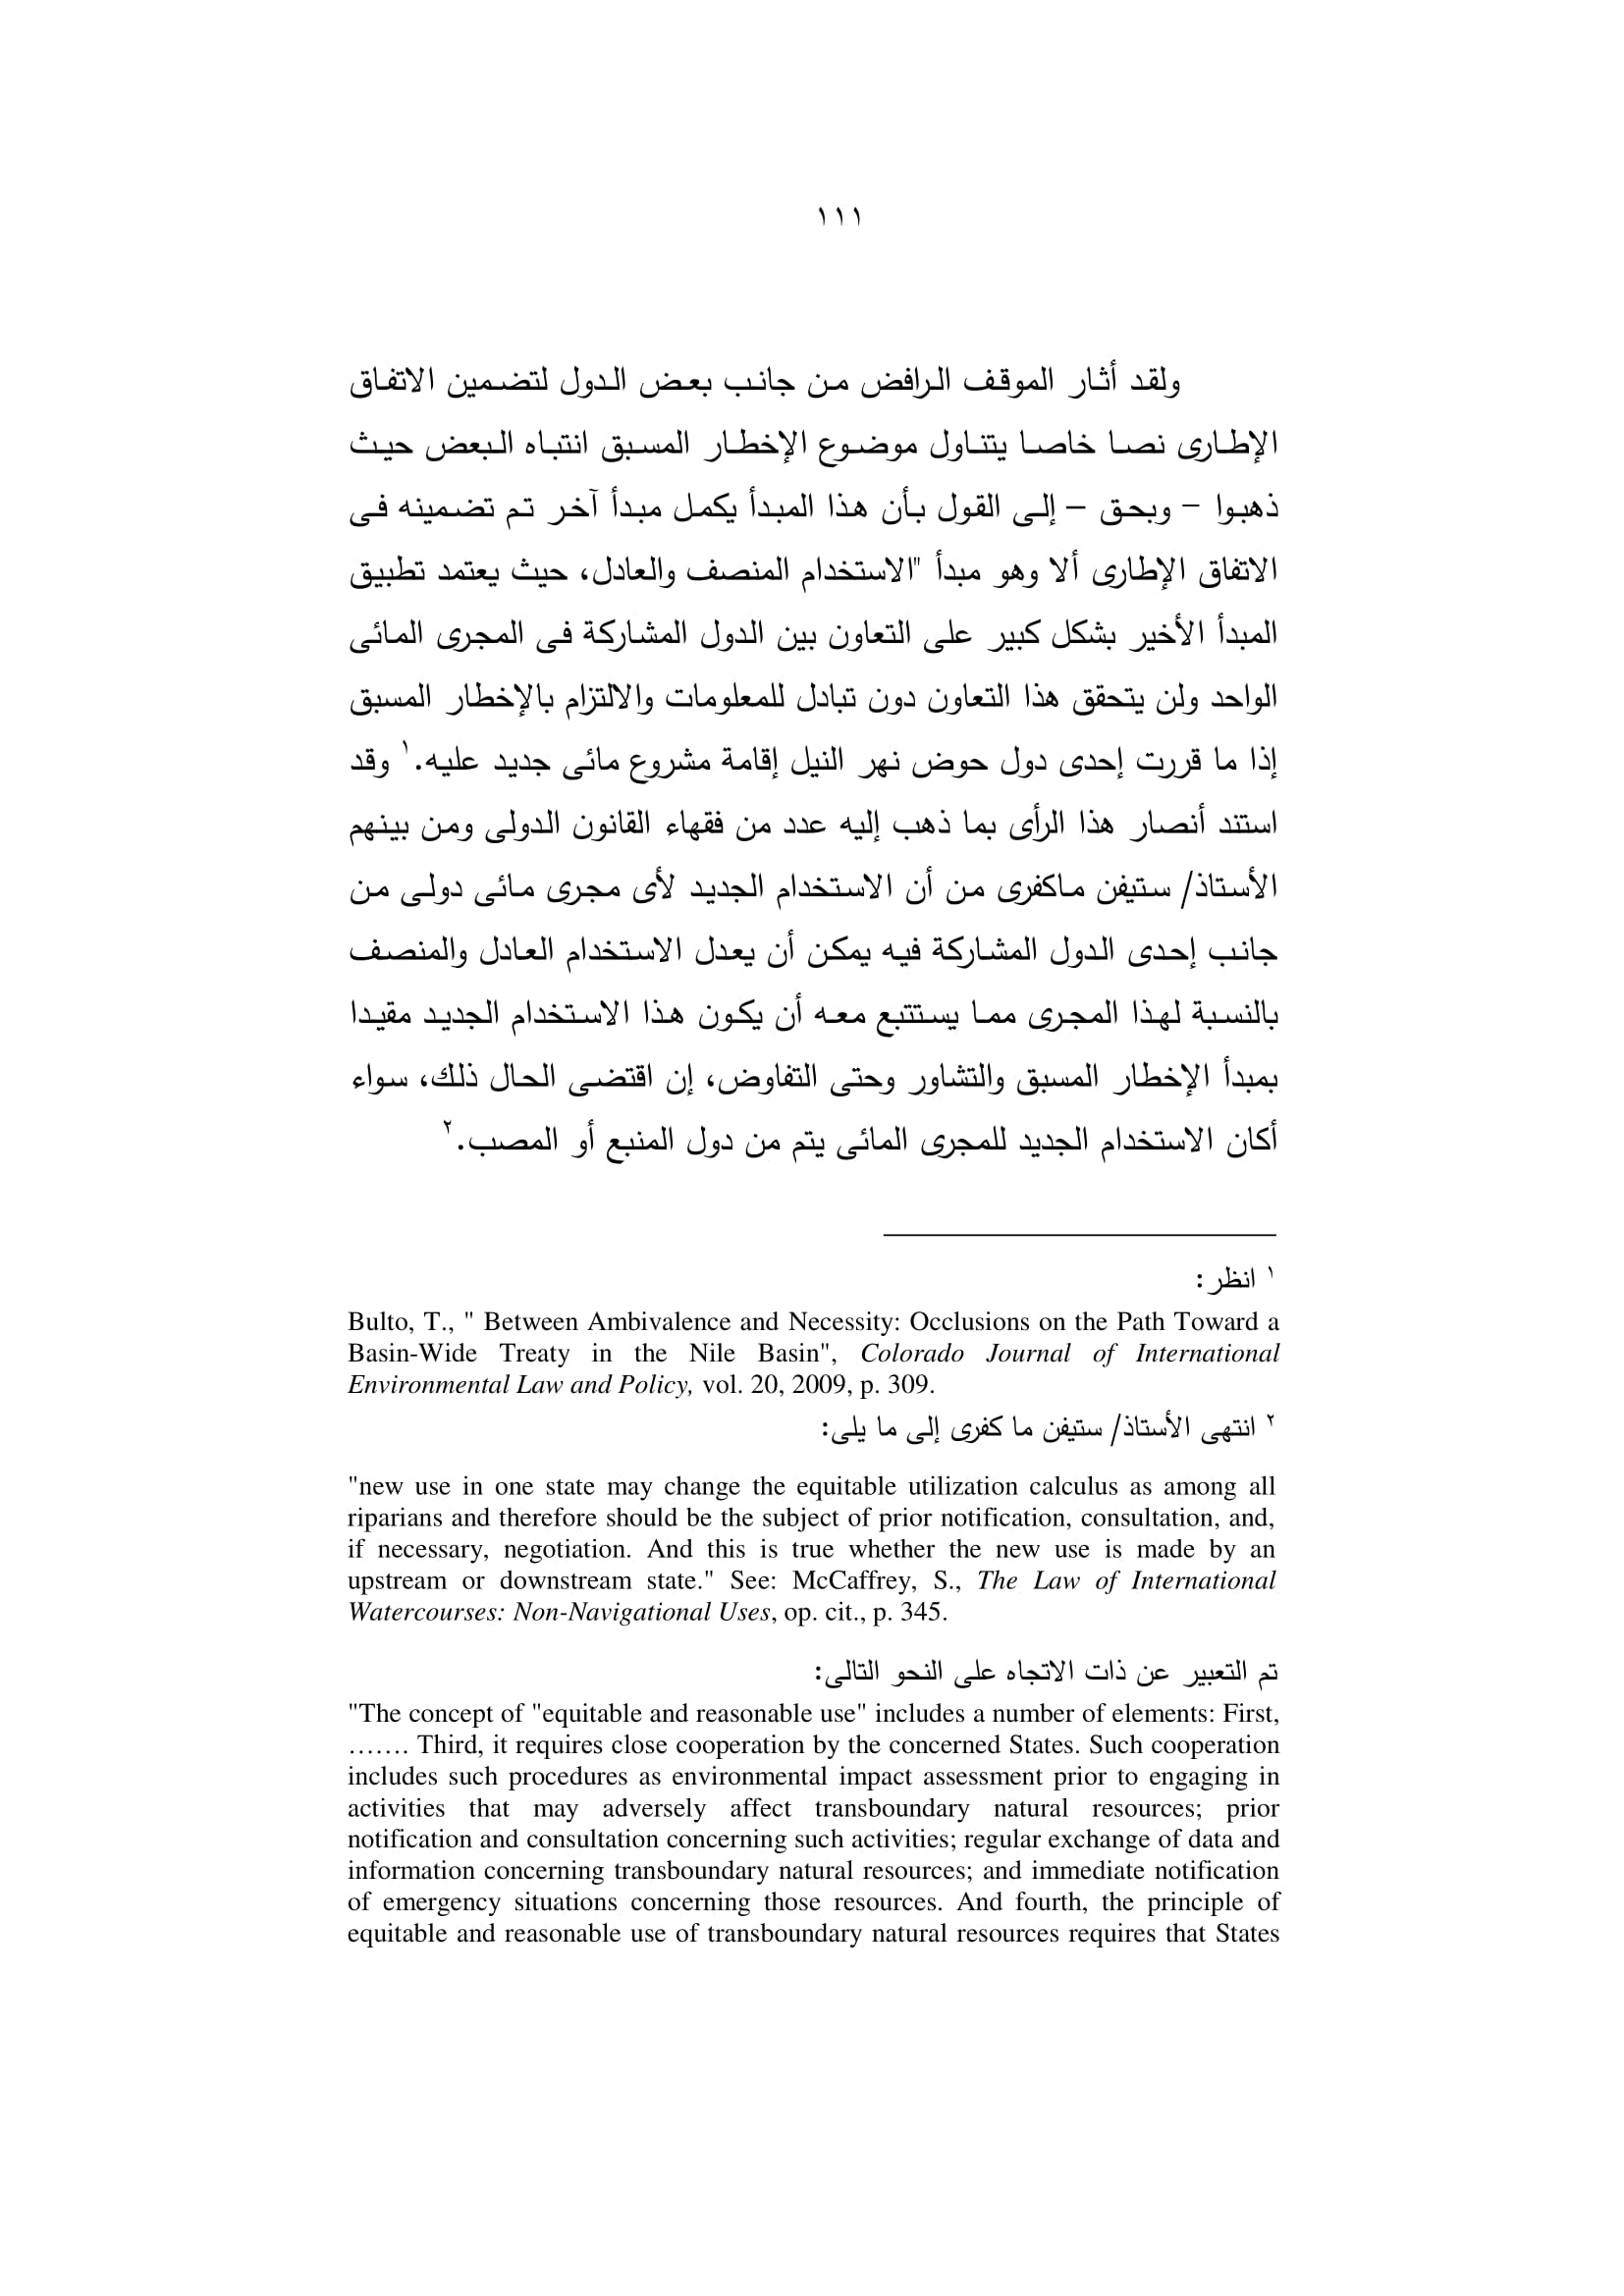 ١١١
ولقد أثار الموقف الرافض من جانب بعض الدول لتضمين الاتفاق
الإطارى نصا خاصا يتناول موضوع الإخطار المسبق انتباه البعض حيث
ذهبوا – وبحق – إلى القول بأن هذا المبدأ يكمل مبدأ آخر تم تضمينه فى
الاتفاق الإطارى ألا وهو مبدأ "الاستخدام المنصف والعادل، حيث يعتمد تطبيق
المبدأ الأخير بشكل كبير على التعاون بين الدول المشاركة فى المجرى المائى
الواحد ولن يتحقق هذا التعاون دون تبادل للمعلومات والالتزام بالإخطار المسبق
إذا ما قررت إحدى دول حوض نهر النيل إقامة مشروع مائى جديد عليه.١ وقد
استند أنصار هذا الرأى بما ذهب إليه عدد من فقهاء القانون الدولى ومن بينهم
الأستاذ/ ستيفن ماكفرى من أن الاستخدام الجديد لأى مجرى مائى دولى من
جانب إحدى الدول المشاركة فيه يمكن أن يعدل الاستخدام العادل والمنصف
بالنسبة لهذا المجرى مما يستتبع معه أن يكون هذا الاستخدام الجديد مقيدا
بمبدأ الإخطار المسبق والتشاور وحتى التفاوض، إن اقتضى الحال ذلك، سواء
أكان الاستخدام الجديد للمجرى المائى يتم من دول المنبع أو المصب.٢
١ انظر:
Bulto, T., " Between Ambivalence and Necessity: Occlusions on the Path Toward a
Basin-Wide Treaty in the Nile Basin", Colorado Journal of International
Environmental Law and Policy, vol. 20, 2009, p. 309.
٢ انتهى الأستاذ/ ستيفن ما كفرى إلى ما يلى:
"new use in one state may change the equitable utilization calculus as among all
riparians and therefore should be the subject of prior notification, consultation, and,
if necessary, negotiation. And this is true whether the new use is made by an
upstream or downstream state." See: McCaffrey, S., The Law of International
Watercourses: Non-Navigational Uses, op. cit., p. 345.
تم التعبير عن ذات الاتجاه على النحو التالى:
"The concept of "equitable and reasonable use" includes a number of elements: First,
……. Third, it requires close cooperation by the concerned States. Such cooperation
includes such procedures as environmental impact assessment prior to engaging in
activities that may adversely affect transboundary natural resources; prior
notification and consultation concerning such activities; regular exchange of data and
information concerning transboundary natural resources; and immediate notification
of emergency situations concerning those resources. And fourth, the principle of
equitable and reasonable use of transboundary natural resources requires that States